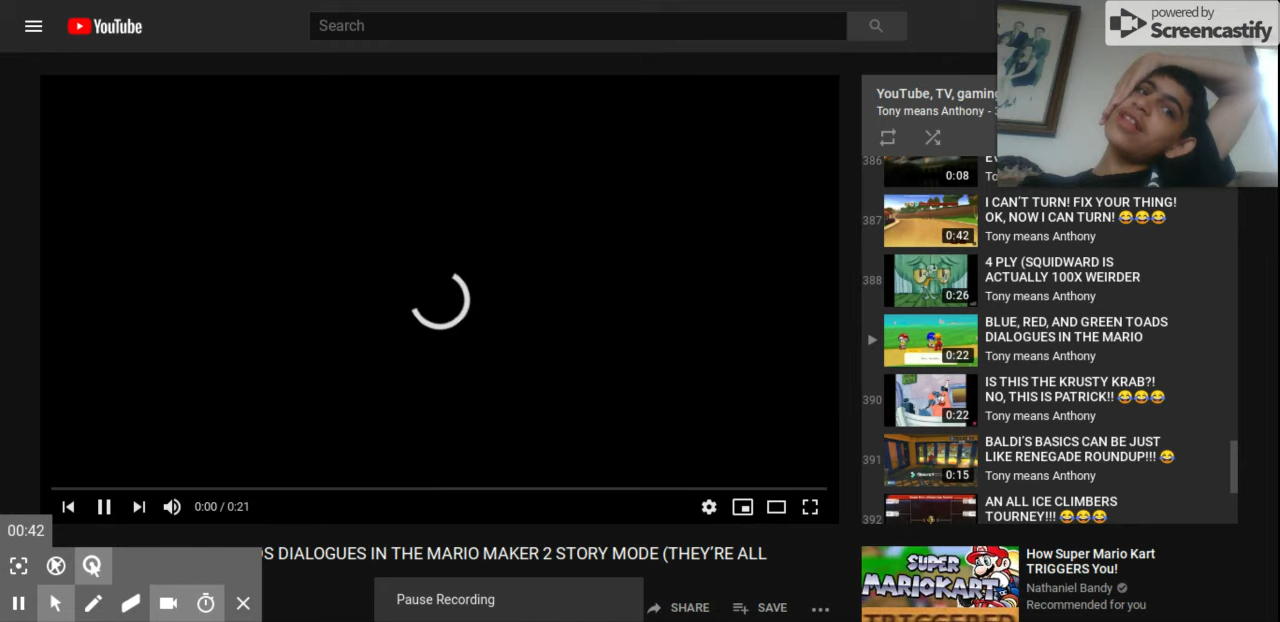 YouTube
Search
powered by
Screencastify
YouTube, TV, gaming
Tony means Anthony -
386
0:08
387
0:42
I CAN'T TURN! FIX YOUR THING!
OK, NOW I CAN TURN! 😂😂😂
Tony means Anthony
388
0:26
4 PLY (SQUIDWARD IS
ACTUALLY 100X WEIRDER
Tony means Anthony
0:22
BLUE, RED, AND GREEN TOADS
DIALOGUES IN THE MARIO
Tony means Anthony
390
0:22
IS THIS THE KRUSTY KRAB?!
NO, THIS IS PATRICK!! 😂😂😂
Tony means Anthony
391
0:15
BALDI'S BASICS CAN BE JUST
LIKE RENEGADE ROUNDUP!!! 😂
Tony means Anthony
392
AN ALL ICE CLIMBERS
TOURNEY!!! 😂😂😂
0:00 / 0:21
00:42
DIALOGUES IN THE MARIO MAKER 2 STORY MODE (THEY'RE ALL
Pause Recording
SHARE
SAVE
SUPER
MARIO KART
TRIGGERED
How Super Mario Kart
TRIGGERS You!
Nathaniel Bandy
Recommended for you